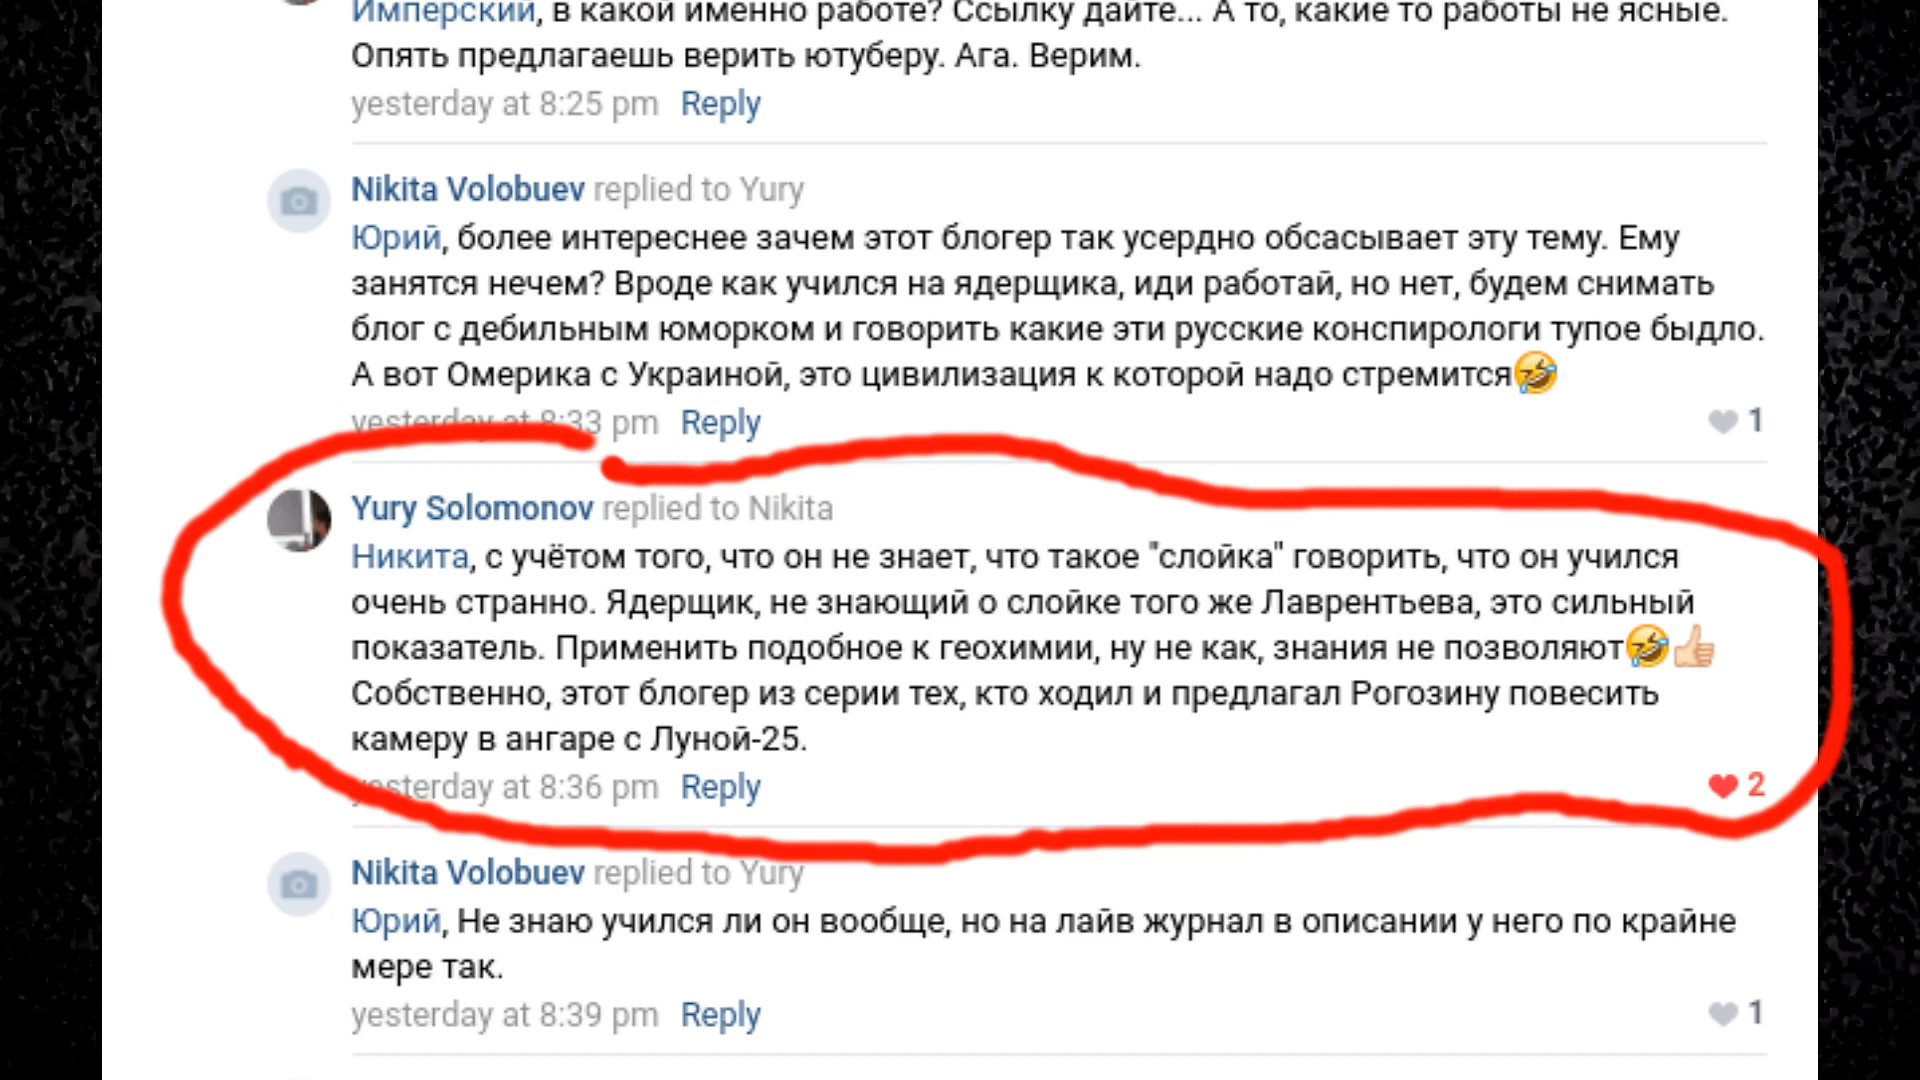 Имперский, в какой именно работе? Ссылку дайте... А то, какие то работы не ясные.
Опять предлагаешь верить ютуберу. Ага. Верим.
yesterday at 8:25 pm Reply
Nikita Volobuev replied to Yury
Юрий, более интереснее зачем этот блогер так усердно обсасывает эту тему. Ему
занятся нечем? Вроде как учился на ядерщика, иди работай, но нет, будем снимать
блог с дебильным юморком и говорить какие эти русские конспирологи тупое быдло.
А вот Омерика с Украиной, это цивилизация к которой надо стремится🤣
yesterday at 8:33 pm Reply 1
Yury Solomonov replied to Nikita
Никита, с учётом того, что он не знает, что такое "слойка" говорить, что он учился
очень странно. Ядерщик, не знающий о слойке того же Лаврентьева, это сильный
показатель. Применить подобное к геохимии, ну не как, знания не позволяют🤣👍🏻
Собственно, этот блогер из серии тех, кто ходил и предлагал Рогозину повесить
камеру в ангаре с Луной-25.
yesterday at 8:36 pm Reply 2
Nikita Volobuev replied to Yury
Юрий, Не знаю учился ли он вообще, но на лайв журнал в описании у него по крайне
мере так.
yesterday at 8:39 pm Reply 1